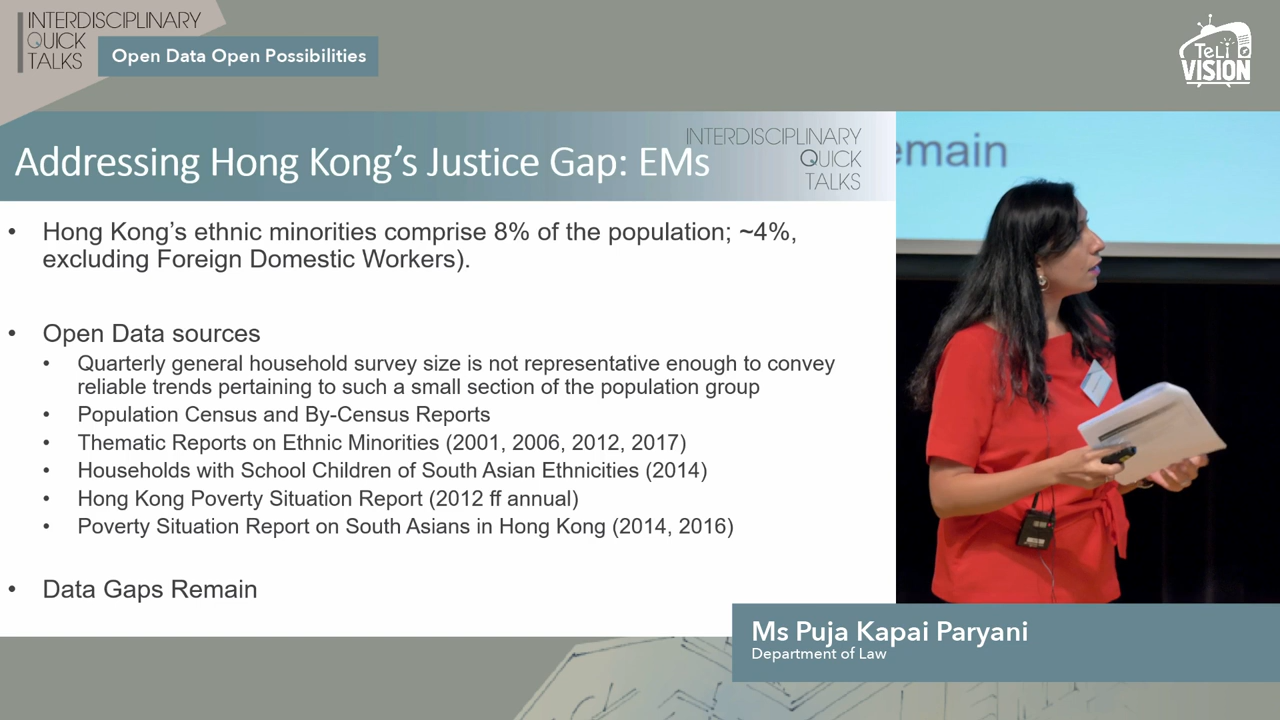 INTERDISCIPLINARY
QUICK
TALKS
Open Data Open Possibilities
TeLi
VISION
Addressing Hong Kong's Justice Gap: EMs
INTERDISCIPLINARY
QUICK
TALKS
• Hong Kong's ethnic minorities comprise 8% of the population; ~4%,
excluding Foreign Domestic Workers).
• Open Data sources
• Quarterly general household survey size is not representative enough to convey
reliable trends pertaining to such a small section of the population group
• Population Census and By-Census Reports
• Thematic Reports on Ethnic Minorities (2001, 2006, 2012, 2017)
• Households with School Children of South Asian Ethnicities (2014)
• Hong Kong Poverty Situation Report (2012 ff annual)
• Poverty Situation Report on South Asians in Hong Kong (2014, 2016)
• Data Gaps Remain
emain
Ms Puja Kapai Paryani
Department of Law